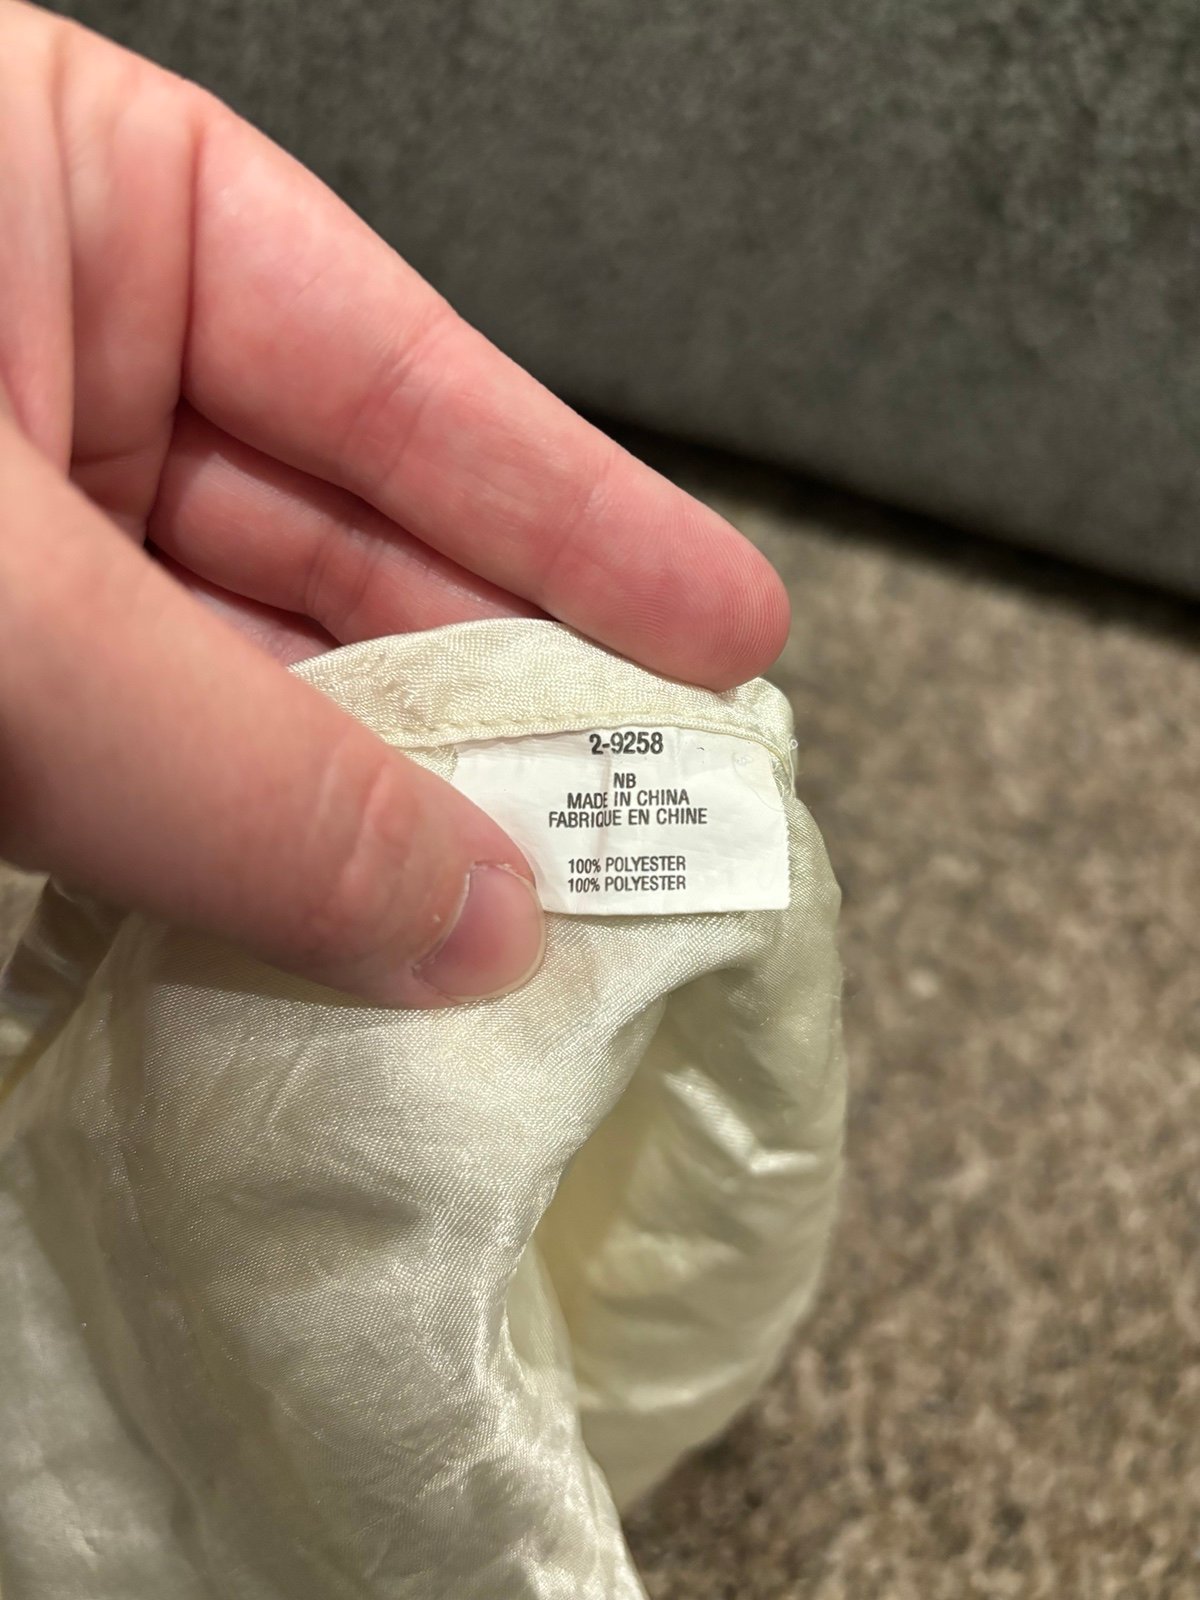 2-9258
NB
MADE IN CHINA
FABRIQUE EN CHINE
100% POLYESTER
100% POLYESTER